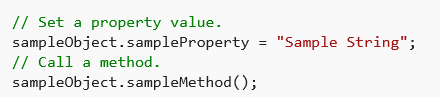 // Set a property value.
sampleObject.sampleProperty = "Sample String";
// Call a method.
sampleObject.sampleMethod();